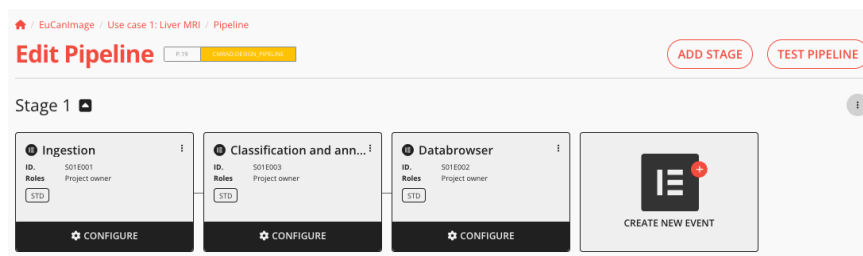 / EuCanImage / Use case 1: Liver MRI / Pipeline
Edit Pipeline P. 19 CMRAD:DESIGN_PIPELINE ADD STAGE TEST PIPELINE
Stage 1
Ingestion
ID. S01E001
Roles Project owner
STD
CONFIGURE
Classification and ann...
ID. S01E003
Roles Project owner
STD
CONFIGURE
Databrowser
ID. S01E002
Roles Project owner
STD
CONFIGURE
CREATE NEW EVENT